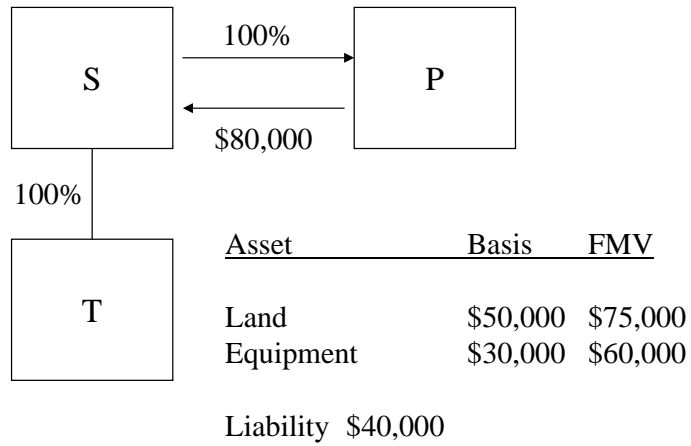 100%
S
P
$80,000
100%
T
Asset Basis FMV
Land $50,000 $75,000
Equipment $30,000 $60,000
Liability $40,000